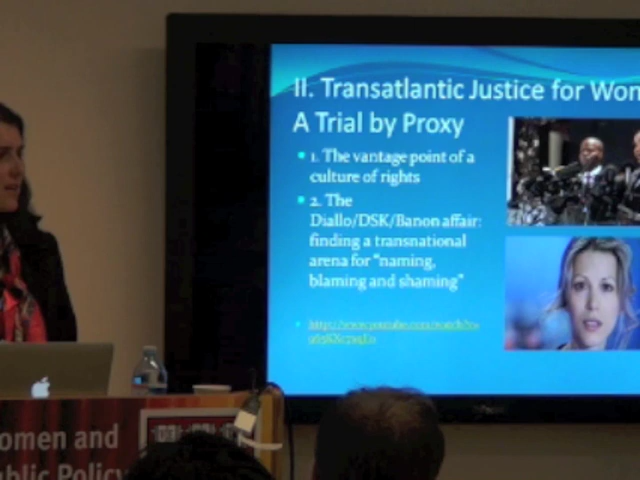 II. Transatlantic Justice for Wom
A Trial by Proxy
1. The vantage point of a
culture of rights
2. The
Diallo/DSK/Banon affair:
finding a transnational
arena for "naming,
blaming and shaming"
omen and
blic Policy